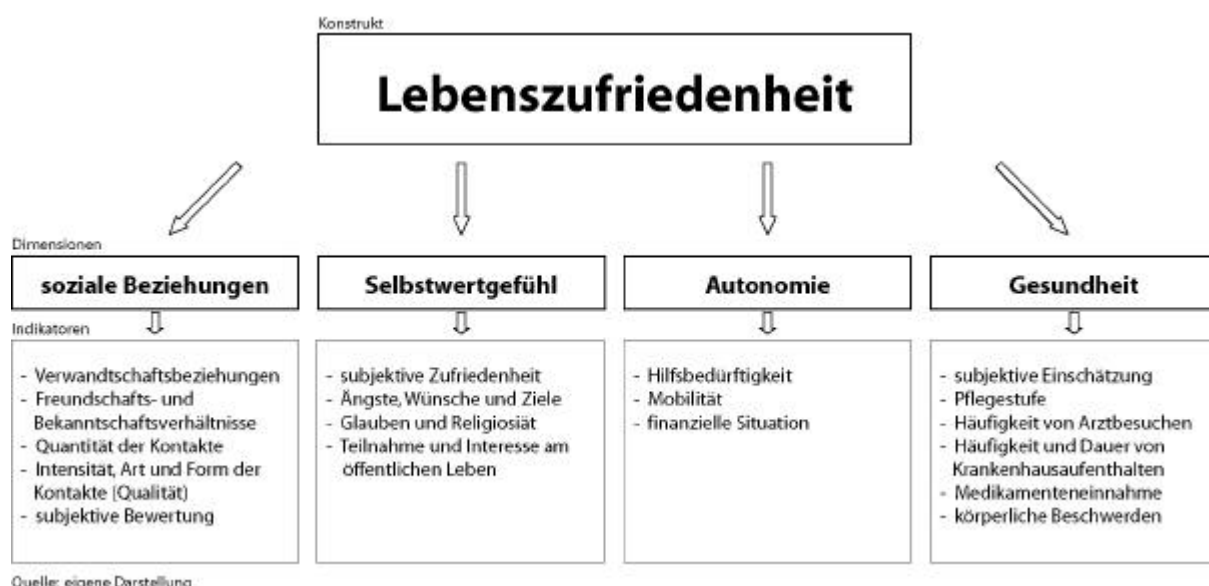 Konstrukt
Lebenszufriedenheit
Dimensionen
soziale Beziehungen
Selbstwertgefühl
Autonomie
Gesundheit
Indikatoren
- Verwandtschaftsbeziehungen
- Freundschafts- und
Bekanntschaftsverhältnisse
- Quantität der Kontakte
- Intensität, Art und Form der
Kontakte (Qualität)
- subjektive Bewertung
- subjektive Zufriedenheit
- Ängste, Wünsche und Ziele
- Glauben und Religiosiät
- Teilnahme und Interesse am
öffentlichen Leben
- Hilfsbedürftigkeit
- Mobilität
- finanzielle Situation
- subjektive Einschätzung
- Pflegestufe
- Häufigkeit von Arztbesuchen
- Häufigkeit und Dauer von
Krankenhausaufenthalten
- Medikamenteneinnahme
- körperliche Beschwerden
Quelle: eigene Darstellung